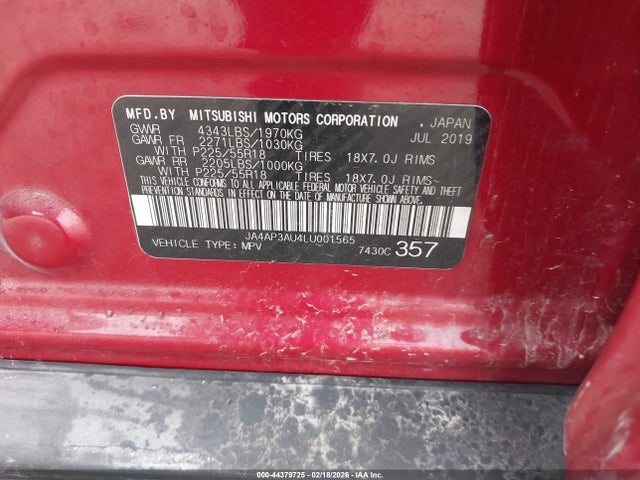 MFD.BY MITSUBISHI MOTORS CORPORATION . JAPAN
GVWR 4343LBS/1970KG JUL 2019
GAWR FR 2271LBS/1030KG
WITH P225/55R18 TIRES 18X7.0J RIMS
GAWR RR 2205LBS/1000KG
WITH P225/55R18 TIRES 18X7.0J RIMS
THIS VEHICLE CONFORMS TO ALL APPLICABLE FEDERAL MOTOR VEHICLE SAFETY AND THEFT
PREVENTION STANDARDS IN EFFECT ON THE DATE OF MANUFACTURE SHOWN ABOVE.
JA4AP3AU4LU001565
VEHICLE TYPE: MPV 7430C 357
000-44379725 - 02/18/2026 - IAA Inc.